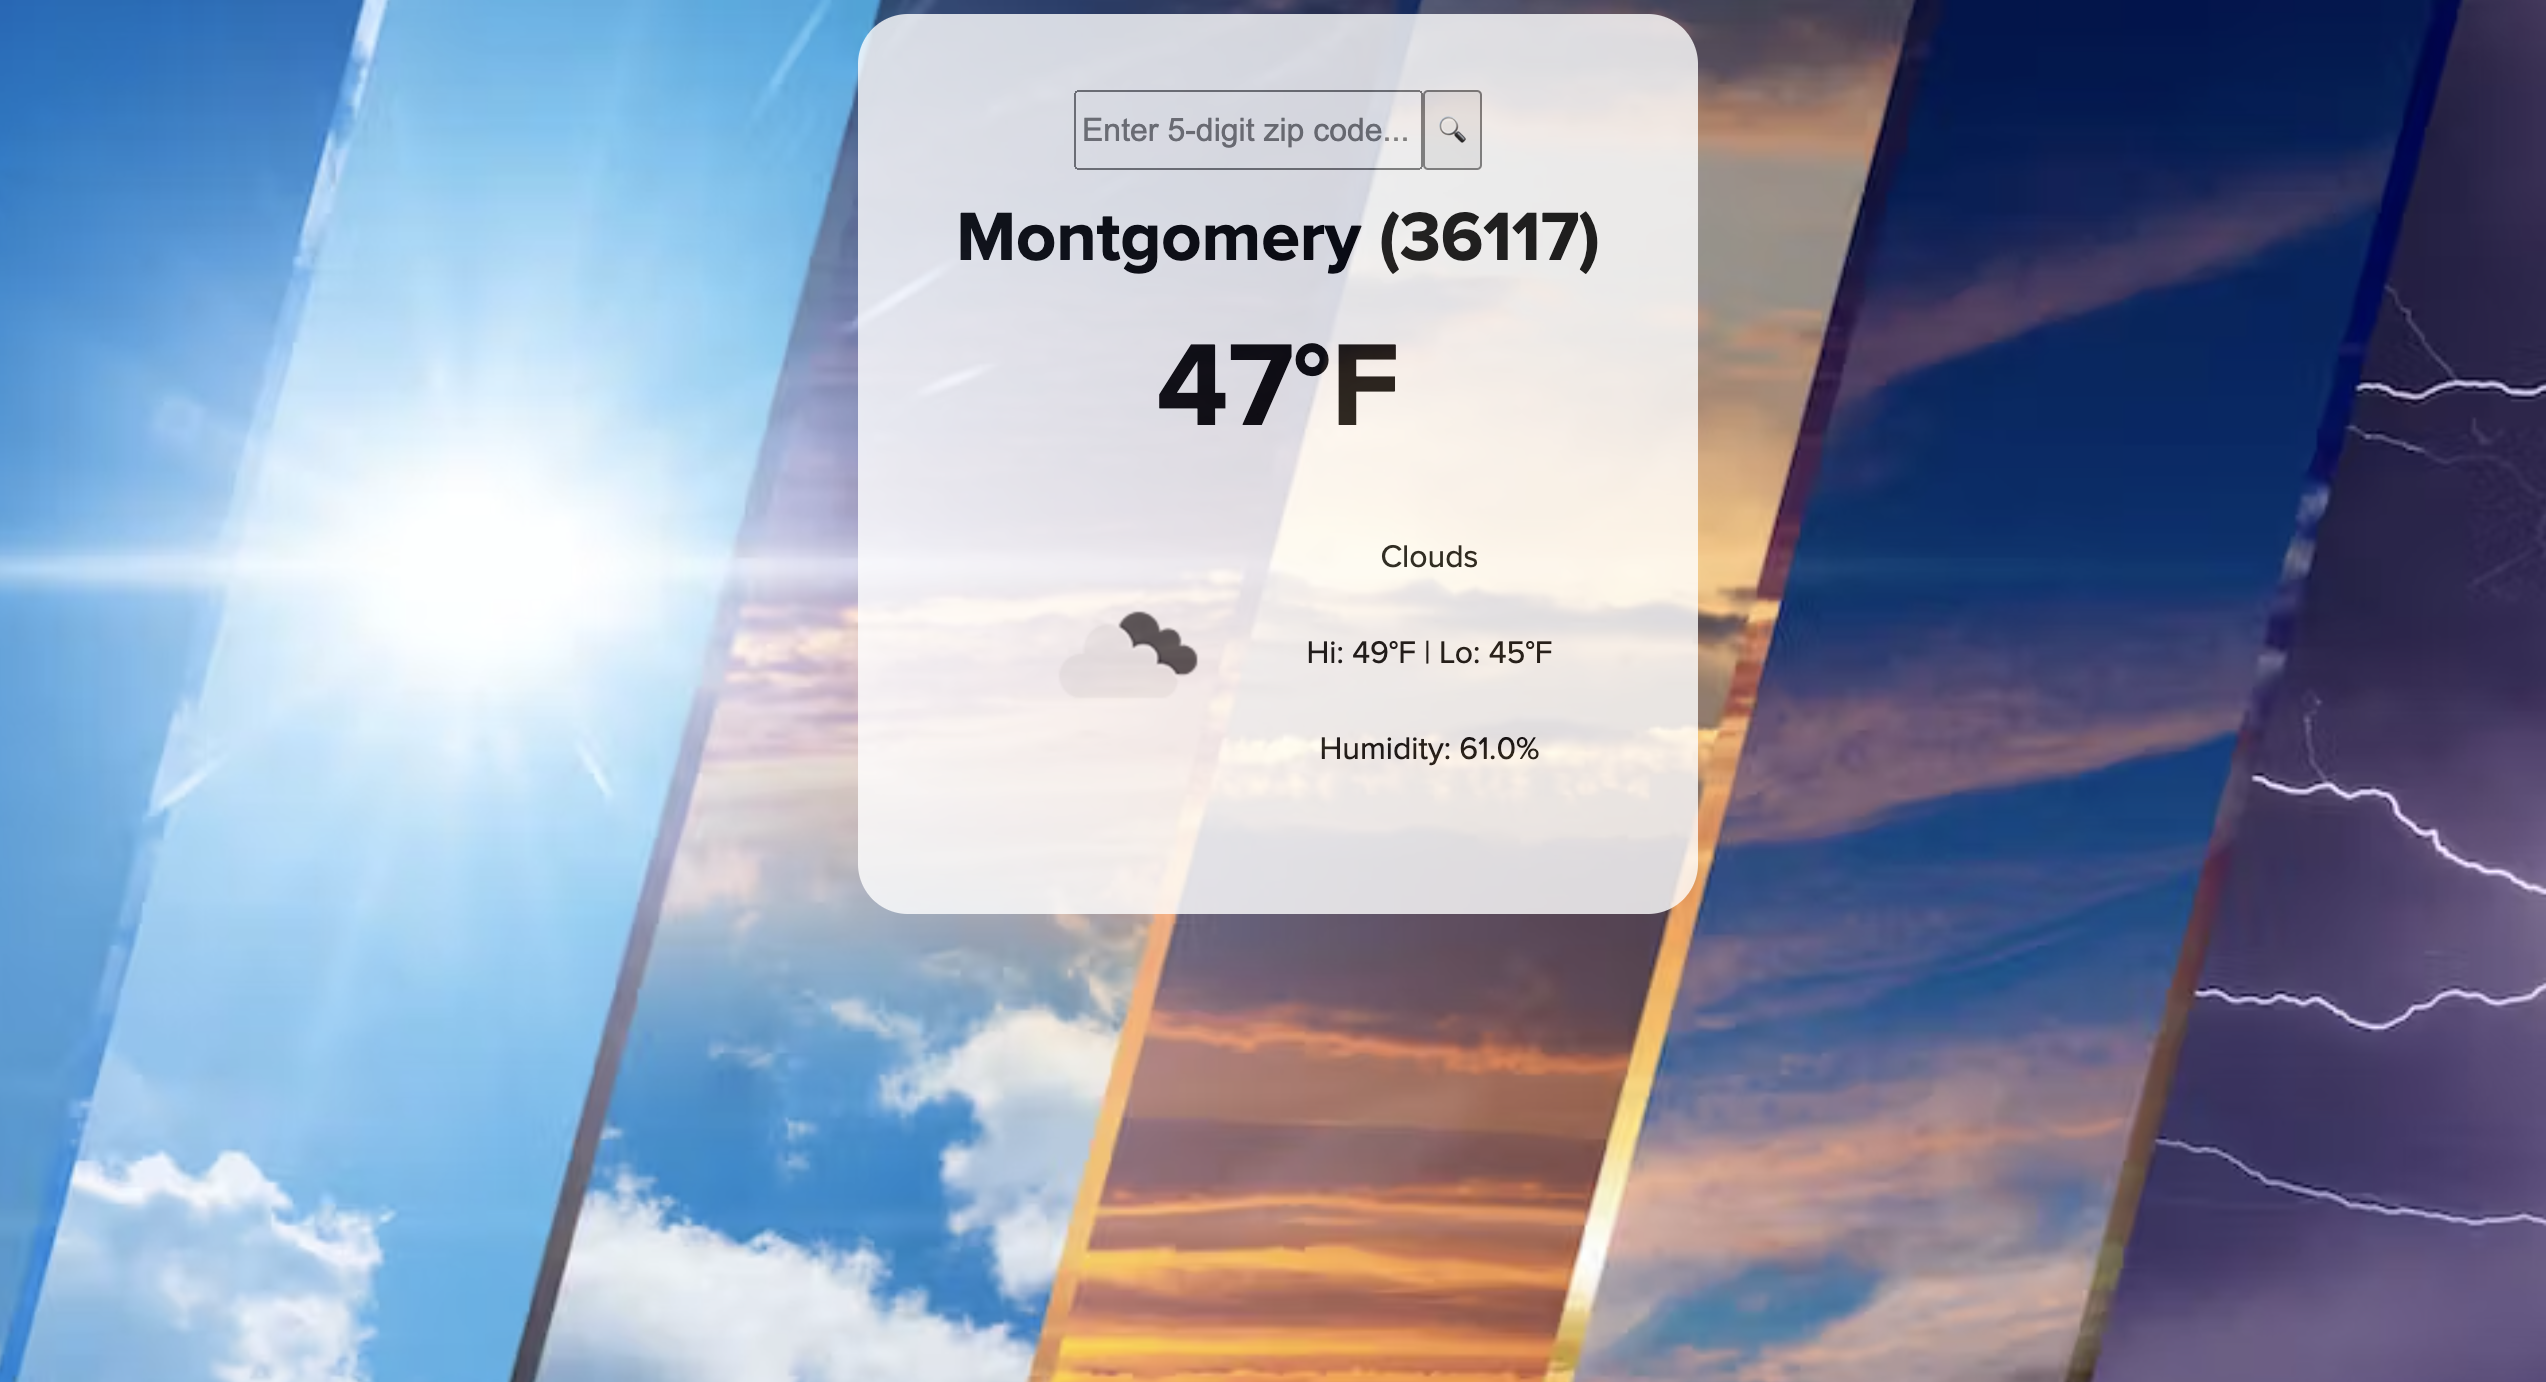 Enter 5-digit zip code...
Montgomery (36117)
47°F
Clouds
Hi: 49°F | Lo: 45°F
Humidity: 61.0%